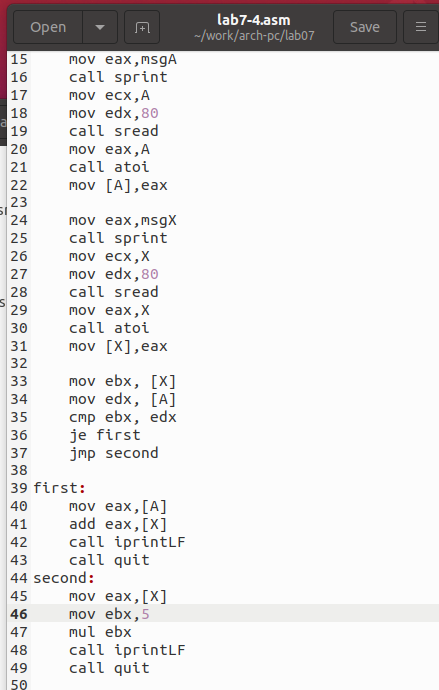 Open
lab7-4.asm
~/work/arch-pc/lab07
Save
15 mov eax,msgA
16 call sprint
17 mov ecx,A
18 mov edx,80
19 call sread
20 mov eax,A
21 call atoi
22 mov [A],eax
23
24 mov eax,msgX
25 call sprint
26 mov ecx,X
27 mov edx,80
28 call sread
29 mov eax,X
30 call atoi
31 mov [X],eax
32
33 mov ebx, [X]
34 mov edx, [A]
35 cmp ebx, edx
36 je first
37 jmp second
38
39 first:
40 mov eax,[A]
41 add eax,[X]
42 call iprintLF
43 call quit
44 second:
45 mov eax,[X]
46 mov ebx,5
47 mul ebx
48 call iprintLF
49 call quit
50